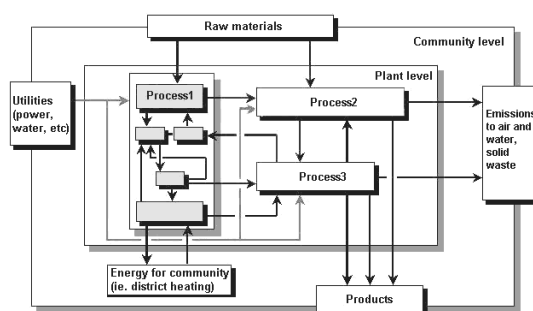 Raw materials
Community level
Plant level
Utilities
(power,
water, etc)
Process1
Process2
Process3
Emissions
to air and
water,
solid
waste
Energy for community
(ie. district heating)
Products